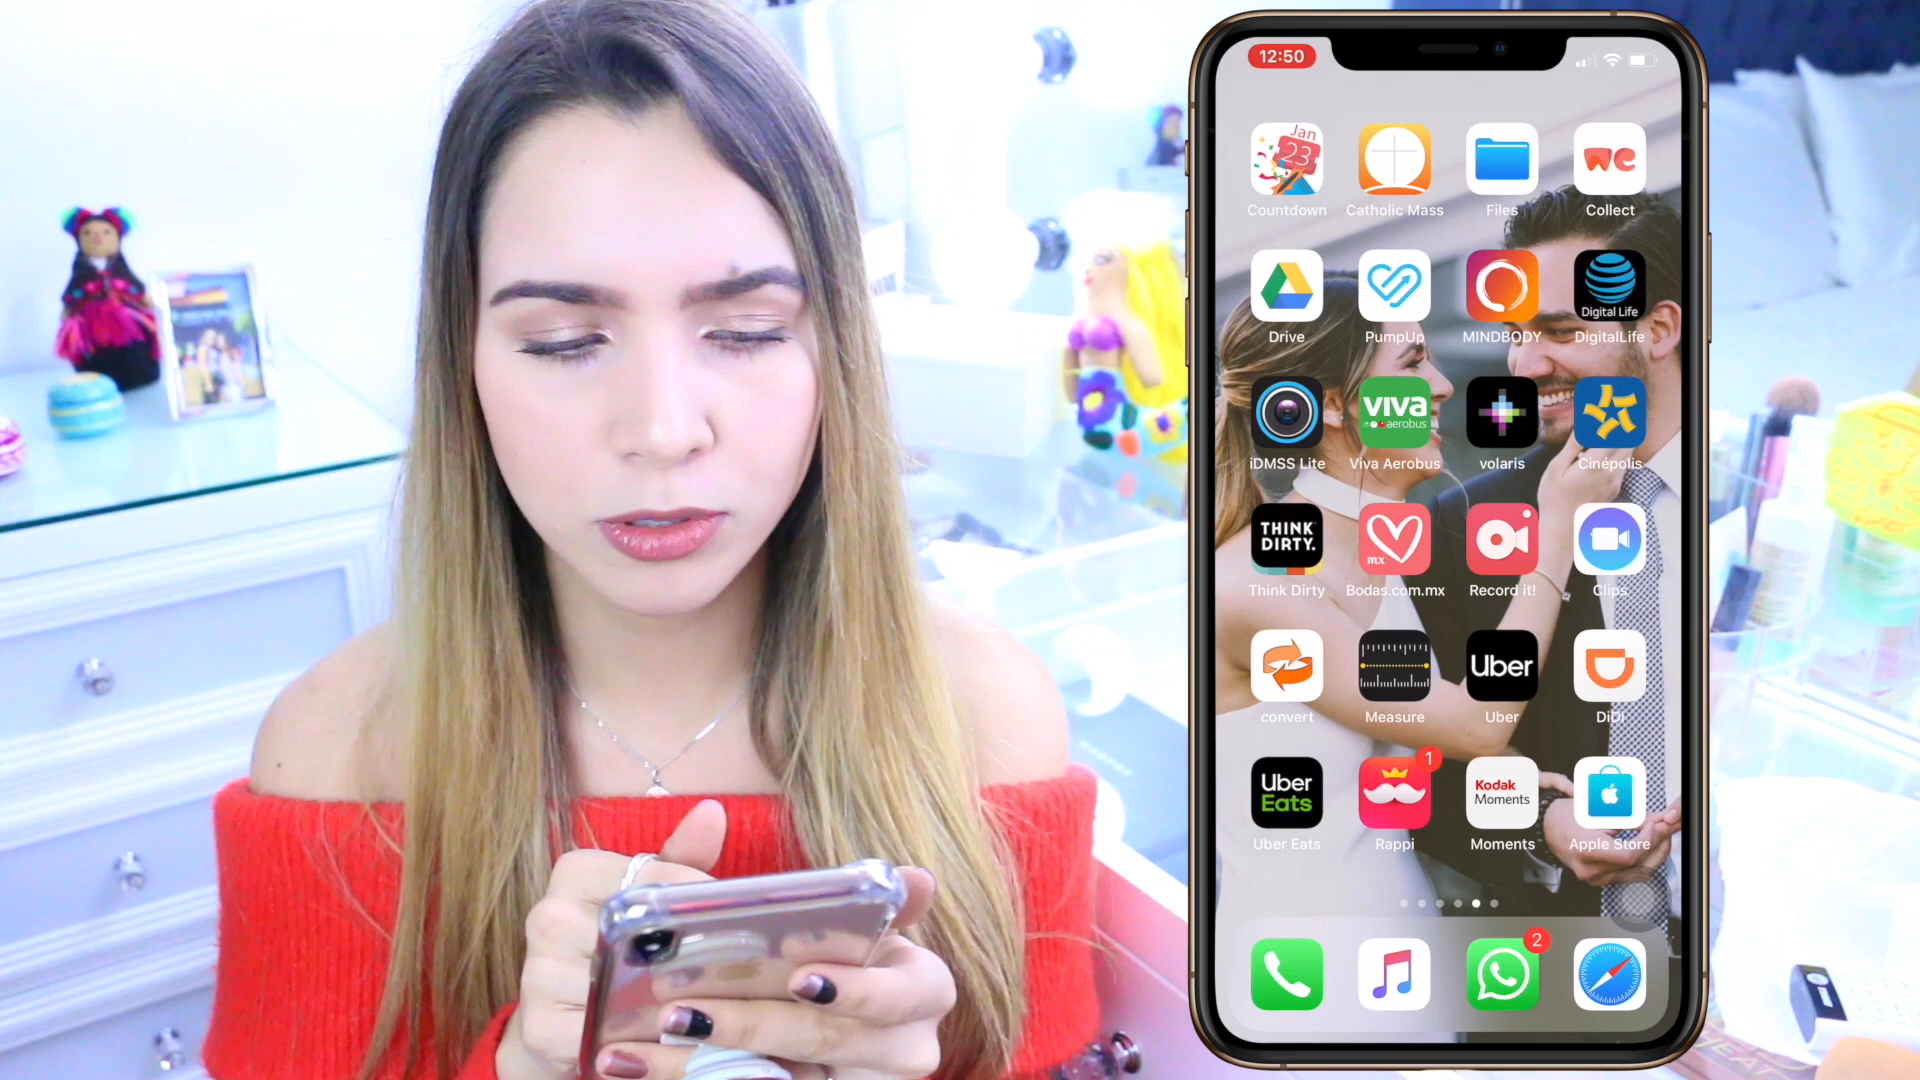 12:50
Jan
23
Countdown
Catholic Mass
Files
we
Collect
Drive
PumpUp
MINDBODY
Digital Life
DigitalLife
iDMSS Lite
viva
aerobus
Viva Aerobus
volaris
Cinépolis
THINK
DIRTY.
Think Dirty
mx
Bodas.com.mx
Record it!
Clips
convert
Measure
Uber
Uber
DiDi
Uber
Eats
Uber Eats
1
Rappi
Kodak
Moments
Moments
Apple Store
2